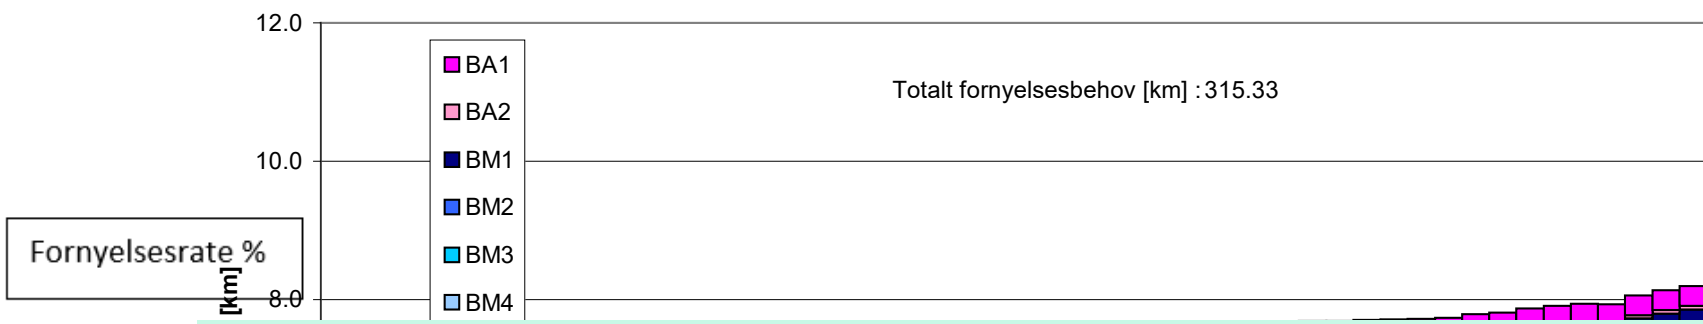 12.0
BA1
Totalt fornyelsesbehov [km] : 315.33
BA2
10.0
BM1
BM2
Fornyelsesrate %
BM3
[km]
8.0
BM4